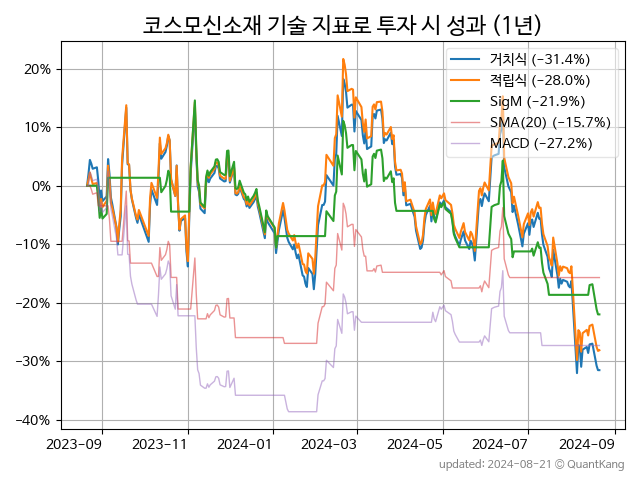 코스모신소재 기술 지표로 투자 시 성과 (1년)
거치식 (−31.4%)
적립식 (−28.0%)
SigM (−21.9%)
SMA(20) (−15.7%)
MACD (−27.2%)
20%
10%
0%
−10%
−20%
−30%
−40%
2023-09 2023-11 2024-01 2024-03 2024-05 2024-07 2024-09
updated: 2024-08-21 © QuantKang